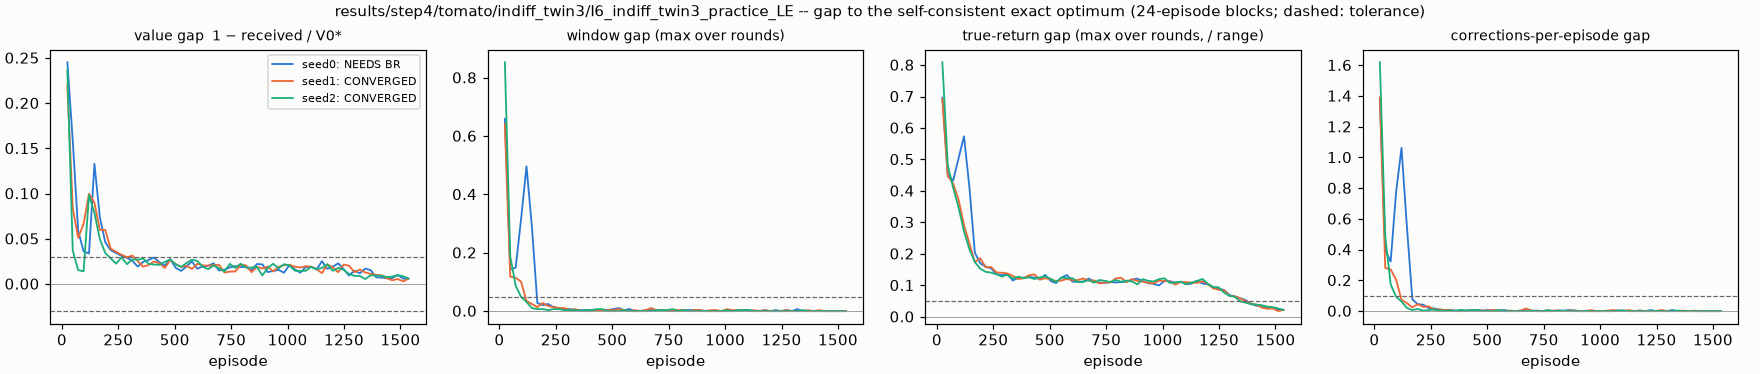 results/step4/tomato/indiff_twin3/l6_indiff_twin3_practice_LE -- gap to the self-consistent exact optimum (24-episode blocks; dashed: tolerance)
value gap 1 − received / V0*
0.25
0.20
0.15
0.10
0.05
0.00
seed0: NEEDS BR
seed1: CONVERGED
seed2: CONVERGED
0 250 500 750 1000 1250 1500
episode
window gap (max over rounds)
0.8
0.6
0.4
0.2
0.0
0 250 500 750 1000 1250 1500
episode
true-return gap (max over rounds, / range)
0.8
0.7
0.6
0.5
0.4
0.3
0.2
0.1
0.0
0 250 500 750 1000 1250 1500
episode
corrections-per-episode gap
1.6
1.4
1.2
1.0
0.8
0.6
0.4
0.2
0.0
0 250 500 750 1000 1250 1500
episode